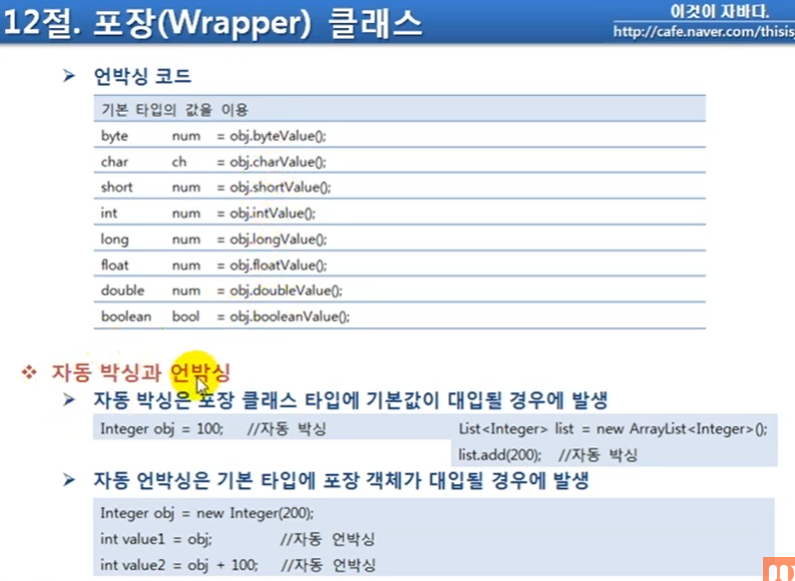 12절. 포장(Wrapper) 클래스
이것이 자바다.
http://cafe.naver.com/thisis
➢ 언박싱 코드
기본 타입의 값을 이용
byte num = obj.byteValue();
char ch = obj.charValue();
short num = obj.shortValue();
int num = obj.intValue();
long num = obj.longValue();
float num = obj.floatValue();
double num = obj.doubleValue();
boolean bool = obj.booleanValue();
❖ 자동 박싱과 언박싱
➢ 자동 박싱은 포장 클래스 타입에 기본값이 대입될 경우에 발생
Integer obj = 100; //자동 박싱
List<Integer> list = new ArrayList<Integer>();
list.add(200); //자동 박싱
➢ 자동 언박싱은 기본 타입에 포장 객체가 대입될 경우에 발생
Integer obj = new Integer(200);
int value1 = obj; //자동 언박싱
int value2 = obj + 100; //자동 언박싱